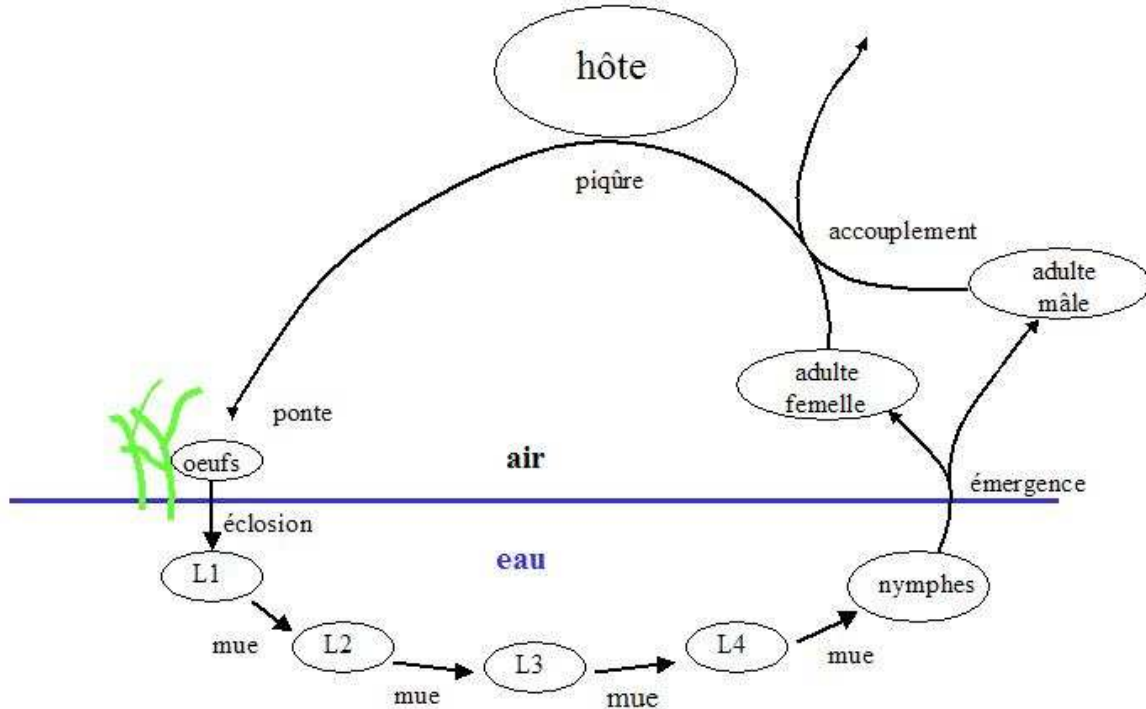 hôte
piqûre
accouplement
adulte
mâle
adulte
femelle
ponte
oeufs
air
émergence
éclosion
eau
L1
nymphes
mue
L2
L4
mue
L3
mue
mue